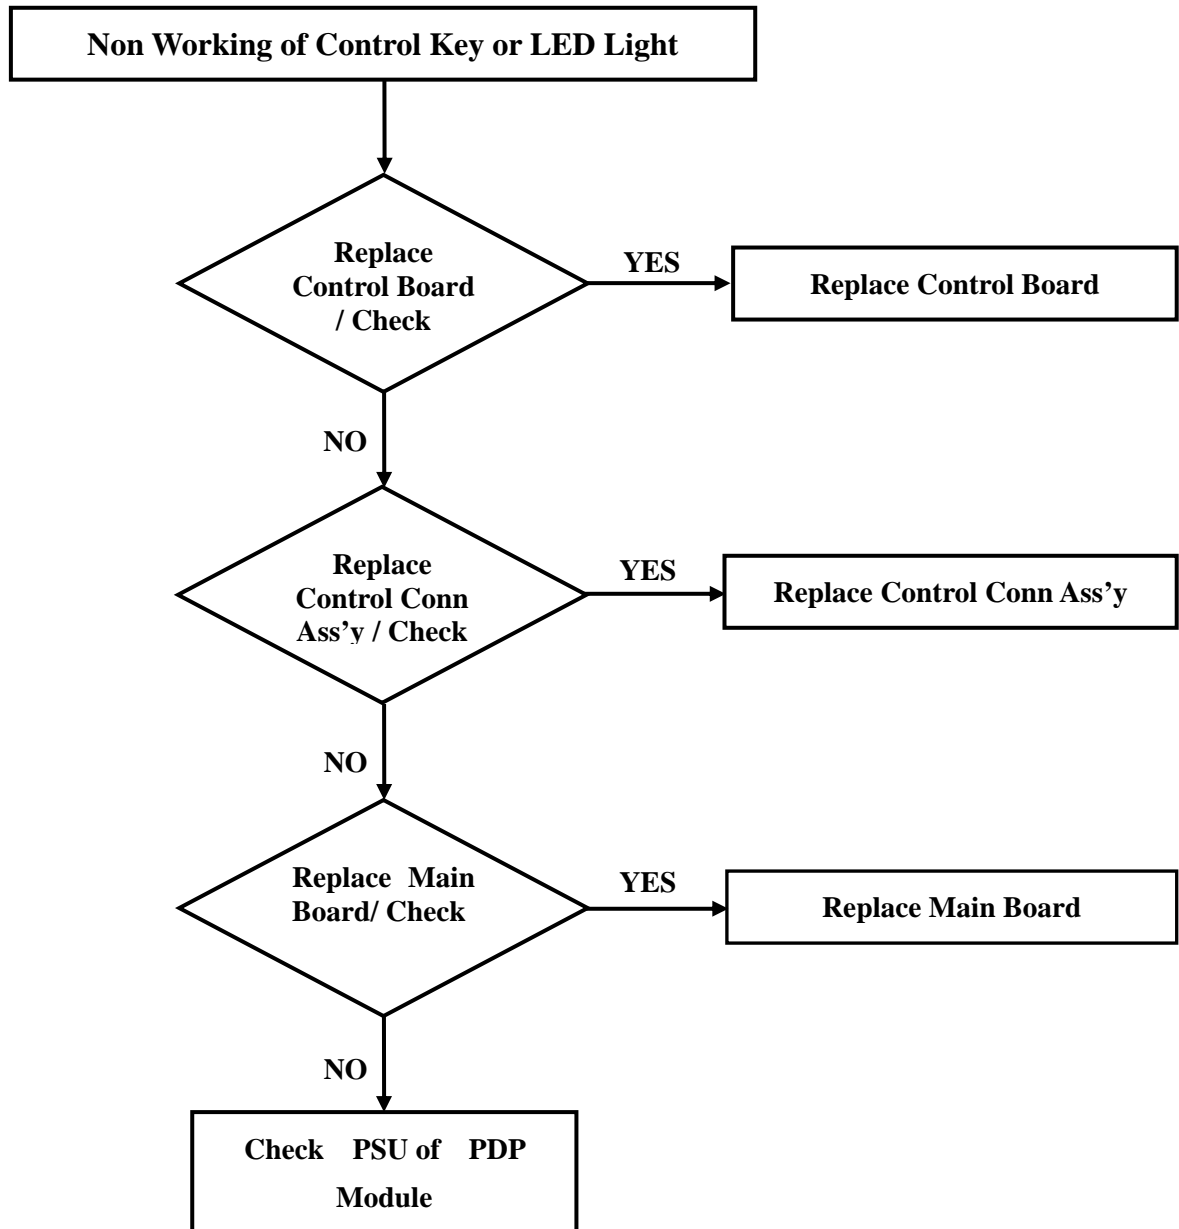 Non Working of Control Key or LED Light
Replace
Control Board
/ Check
YES
Replace Control Board
NO
Replace
Control Conn
Ass’y / Check
YES
Replace Control Conn Ass’y
NO
Replace Main
Board/ Check
YES
Replace Main Board
NO
Check PSU of PDP
Module